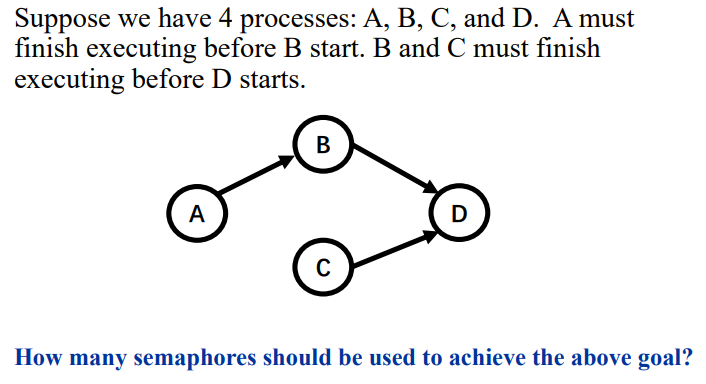 Suppose we have 4 processes: A, B, C, and D.  A must
finish executing before B start. B and C must finish
executing before D starts.
B
A
D
C
How many semaphores should be used to achieve the above goal?